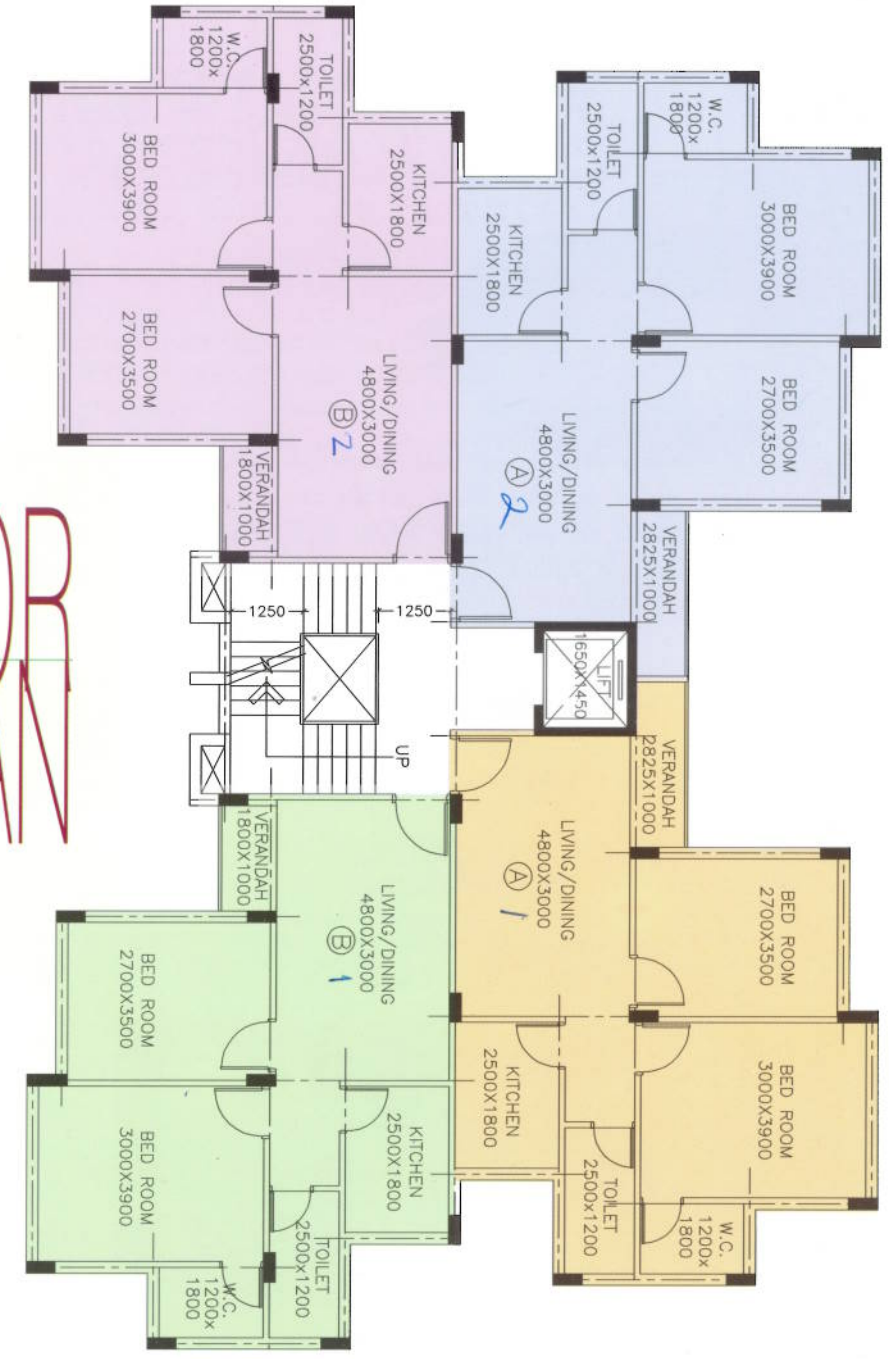 W.C.
1200x
1800
TOILET
2500x1200
KITCHEN
2500X1800
BED ROOM
3000X3900
BED ROOM
2700X3500
LIVING/DINING
4800X3000
B 2
VERANDAH
1800X1000
W.C.
1200x
1800
TOILET
2500x1200
KITCHEN
2500X1800
BED ROOM
3000X3900
BED ROOM
2700X3500
LIVING/DINING
4800X3000
A 2
VERANDAH
2825X1000
1250
1250
UP
LIFT
1650X1450
VERANDAH
2825X1000
LIVING/DINING
4800X3000
A 1
BED ROOM
2700X3500
BED ROOM
3000X3900
KITCHEN
2500X1800
TOILET
2500x1200
W.C.
1200x
1800
VERANDAH
1800X1000
LIVING/DINING
4800X3000
B 1
BED ROOM
2700X3500
BED ROOM
3000X3900
KITCHEN
2500X1800
TOILET
2500x1200
W.C.
1200x
1800